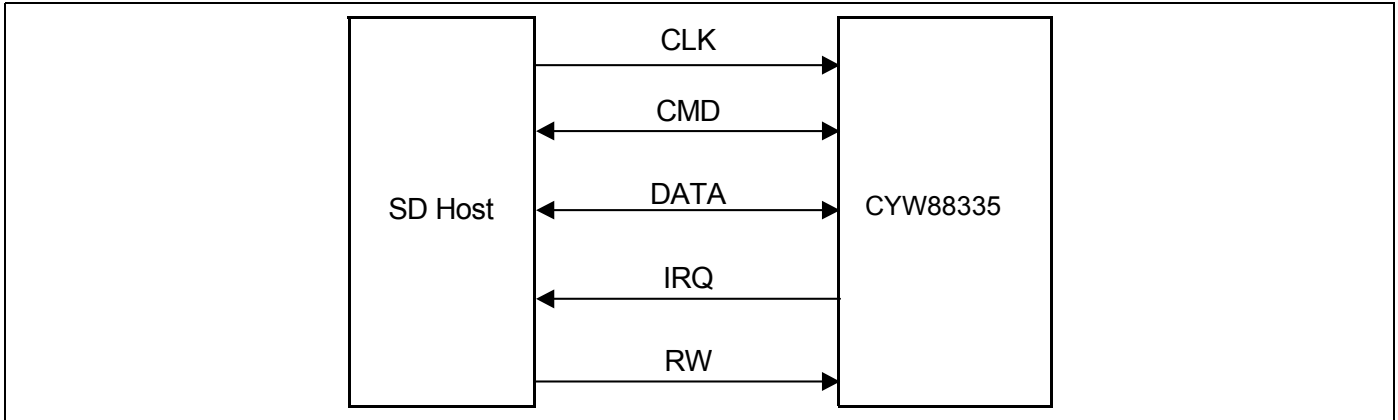 CLK
CMD
DATA
SD Host
CYW88335
IRQ
RW